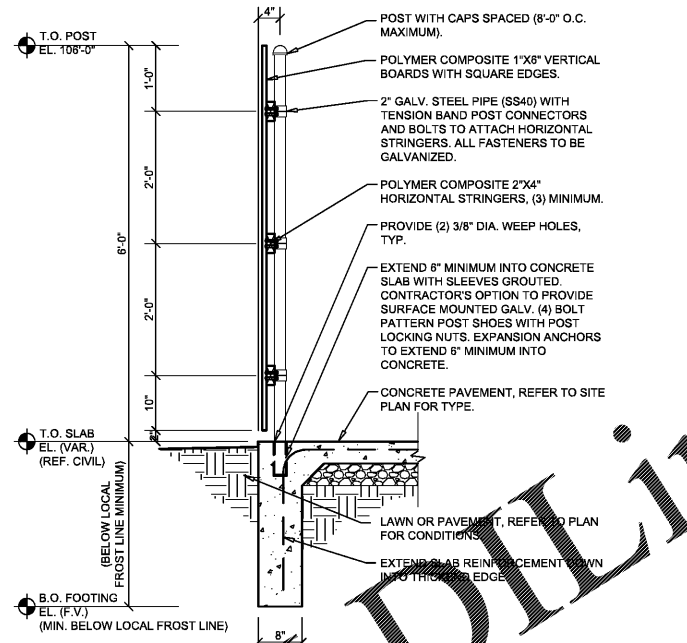 4"
T.O. POST
EL. 106'-0"
POST WITH CAPS SPACED (8'-0" O.C.
MAXIMUM).
POLYMER COMPOSITE 1"X6" VERTICAL
BOARDS WITH SQUARE EDGES.
2" GALV. STEEL PIPE (SS40) WITH
TENSION BAND POST CONNECTORS
AND BOLTS TO ATTACH HORIZONTAL
STRINGERS. ALL FASTENERS TO BE
GALVANIZED.
POLYMER COMPOSITE 2"X4"
HORIZONTAL STRINGERS, (3) MINIMUM.
PROVIDE (2) 3/8" DIA. WEEP HOLES,
TYP.
EXTEND 6" MINIMUM INTO CONCRETE
SLAB WITH SLEEVES GROUTED.
CONTRACTOR'S OPTION TO PROVIDE
SURFACE MOUNTED GALV. (4) BOLT
PATTERN POST SHOES WITH POST
LOCKING NUTS. EXPANSION ANCHORS
TO EXTEND 6" MINIMUM INTO
CONCRETE.
CONCRETE PAVEMENT, REFER TO SITE
PLAN FOR TYPE.
LAWN OR PAVEMENT, REFER TO PLAN
FOR CONDITIONS.
EXTEND SLAB REINFORCEMENT DOWN
INTO THICKEND EDGE
1'-0"
2'-0"
6'-0"
2'-0"
10"
2"
T.O. SLAB
EL. (VAR.)
(REF. CIVIL)
(BELOW LOCAL
FROST LINE MINIMUM)
B.O. FOOTING
EL. (F.V.)
(MIN. BELOW LOCAL FROST LINE)
8"
DILi